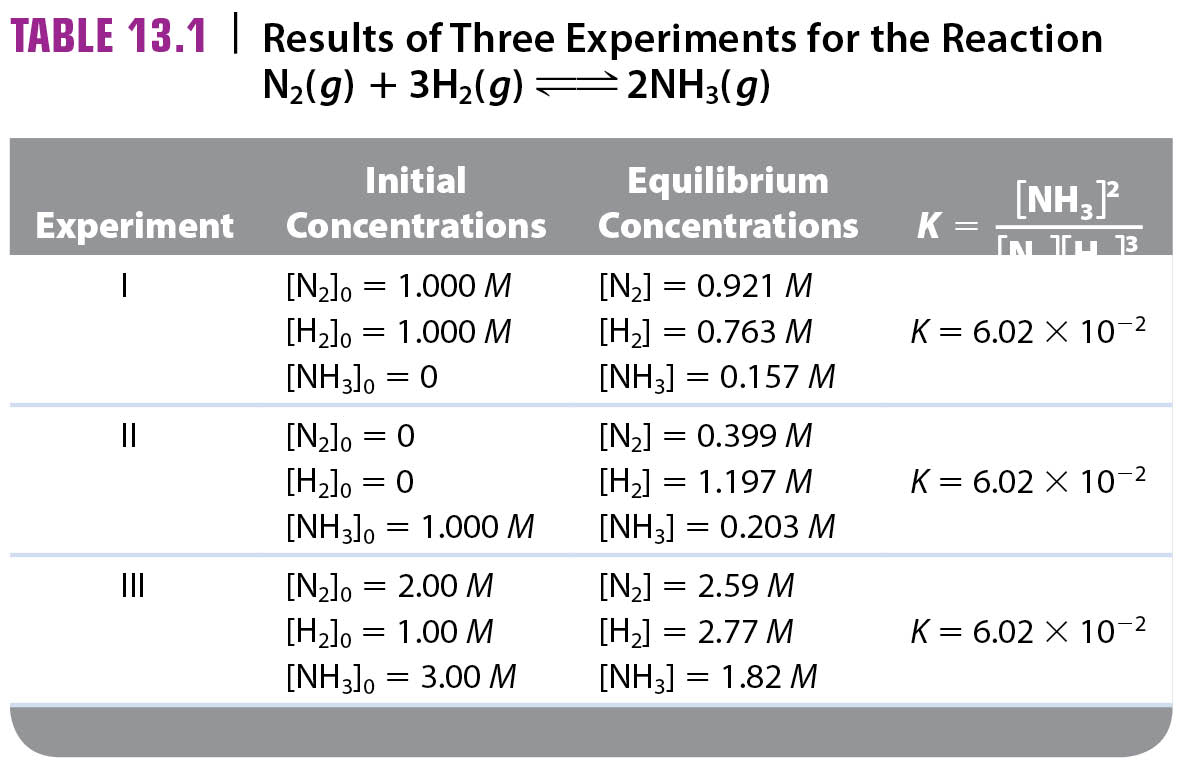 TABLE 13.1 | Results of Three Experiments for the Reaction
N₂(g) + 3H₂(g) ⇌ 2NH₃(g)
Experiment Initial Concentrations Equilibrium Concentrations K = [NH₃]² / [N₂][H₂]³
I [N₂]₀ = 1.000 M [N₂] = 0.921 M
[H₂]₀ = 1.000 M [H₂] = 0.763 M K = 6.02 × 10⁻²
[NH₃]₀ = 0 [NH₃] = 0.157 M
II [N₂]₀ = 0 [N₂] = 0.399 M
[H₂]₀ = 0 [H₂] = 1.197 M K = 6.02 × 10⁻²
[NH₃]₀ = 1.000 M [NH₃] = 0.203 M
III [N₂]₀ = 2.00 M [N₂] = 2.59 M
[H₂]₀ = 1.00 M [H₂] = 2.77 M K = 6.02 × 10⁻²
[NH₃]₀ = 3.00 M [NH₃] = 1.82 M